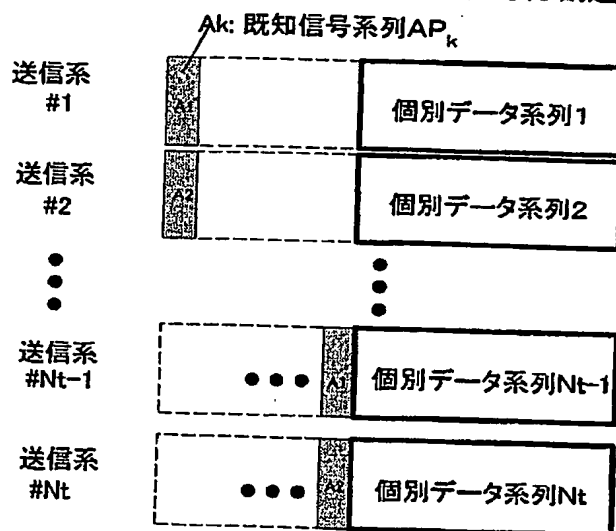 Ak: 既知信号系列APk
送信系
#1
A1
個別データ系列1
送信系
#2
A2
個別データ系列2
送信系
#Nt-1
A1
個別データ系列Nt-1
送信系
#Nt
A2
個別データ系列Nt